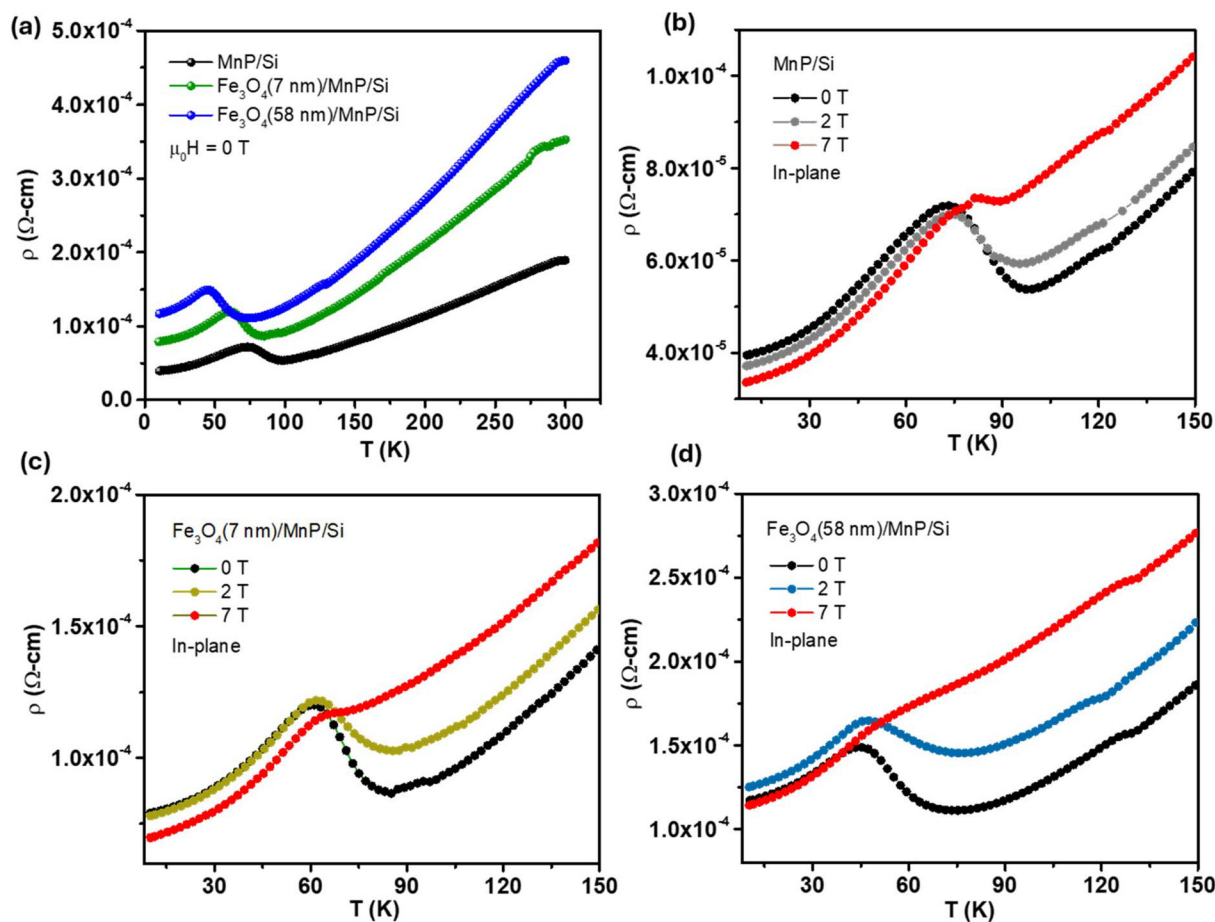 (a)
5.0x10⁻⁴
4.0x10⁻⁴
3.0x10⁻⁴
2.0x10⁻⁴
1.0x10⁻⁴
0.0
ρ (Ω-cm)
MnP/Si
Fe₃O₄(7 nm)/MnP/Si
Fe₃O₄(58 nm)/MnP/Si
μ₀H = 0 T
0 50 100 150 200 250 300
T (K)
(b)
1.0x10⁻⁴
8.0x10⁻⁵
6.0x10⁻⁵
4.0x10⁻⁵
ρ (Ω-cm)
MnP/Si
0 T
2 T
7 T
In-plane
30 60 90 120 150
T (K)
(c)
2.0x10⁻⁴
1.5x10⁻⁴
1.0x10⁻⁴
ρ (Ω-cm)
Fe₃O₄(7 nm)/MnP/Si
0 T
2 T
7 T
In-plane
30 60 90 120 150
T (K)
(d)
3.0x10⁻⁴
2.5x10⁻⁴
2.0x10⁻⁴
1.5x10⁻⁴
1.0x10⁻⁴
ρ (Ω-cm)
Fe₃O₄(58 nm)/MnP/Si
0 T
2 T
7 T
In-plane
30 60 90 120 150
T (K)